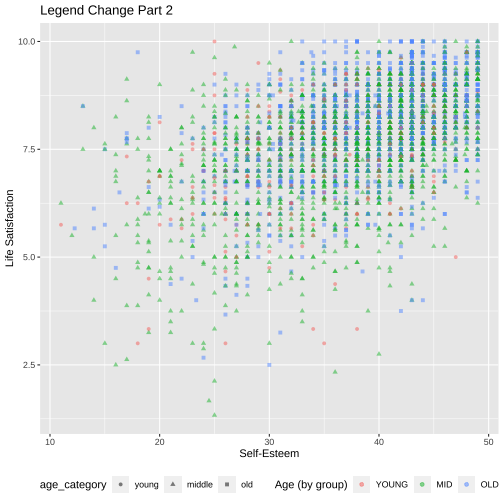 Legend Change Part 2
10.0
7.5
5.0
2.5
Life Satisfaction
10 20 30 40 50
Self-Esteem
age_category young middle old Age (by group) YOUNG MID OLD